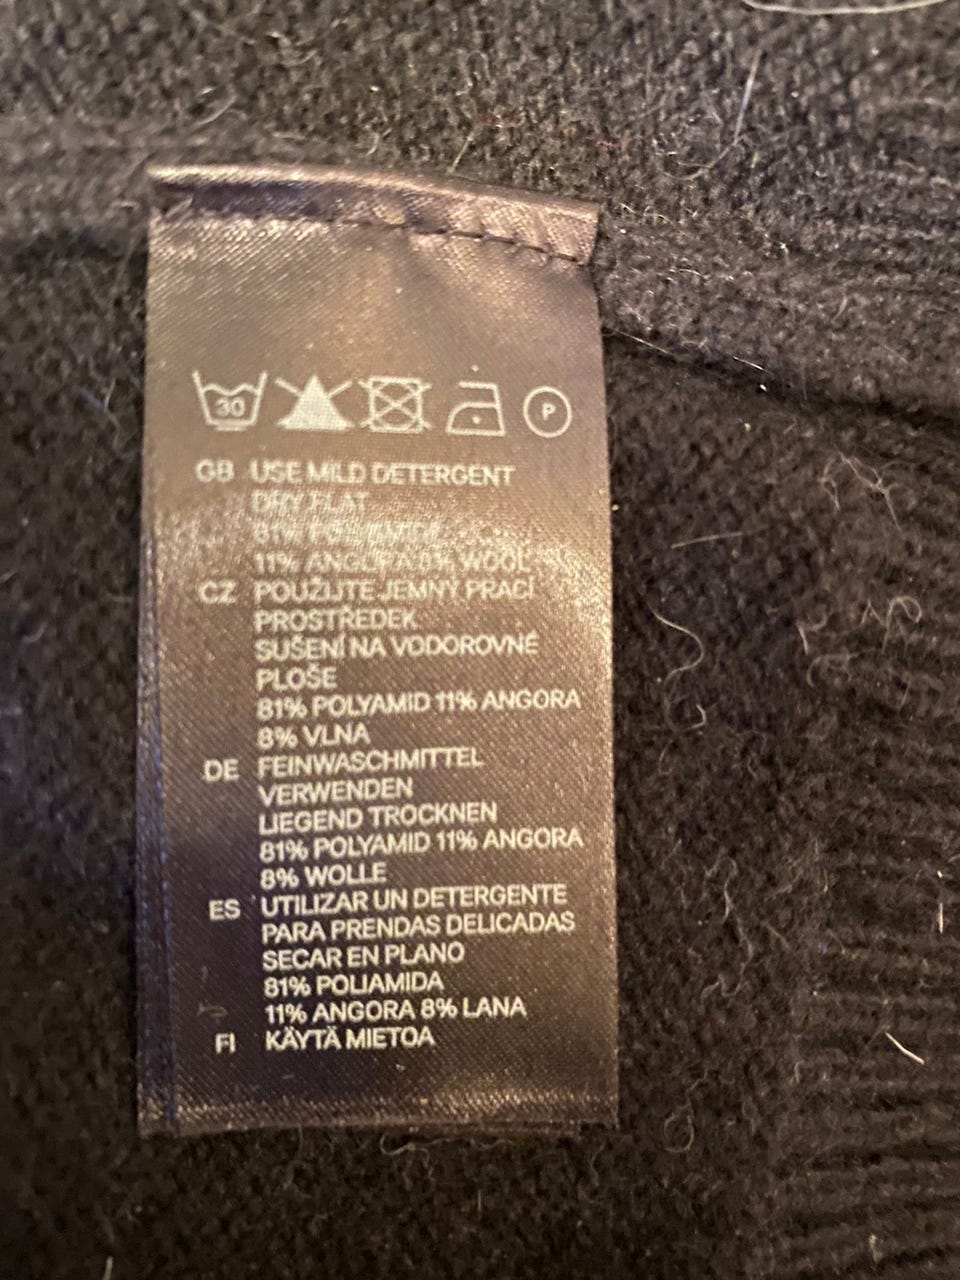 30 P
GB USE MILD DETERGENT
DRY FLAT
81% POLYAMIDE
11% ANGORA 8% WOOL
CZ POUŽIJTE JEMNÝ PRACÍ
PROSTŘEDEK
SUŠENÍ NA VODOROVNÉ
PLOŠE
81% POLYAMID 11% ANGORA
8% VLNA
DE FEINWASCHMITTEL
VERWENDEN
LIEGEND TROCKNEN
81% POLYAMID 11% ANGORA
8% WOLLE
ES UTILIZAR UN DETERGENTE
PARA PRENDAS DELICADAS
SECAR EN PLANO
81% POLIAMIDA
11% ANGORA 8% LANA
FI KÄYTÄ MIETOA